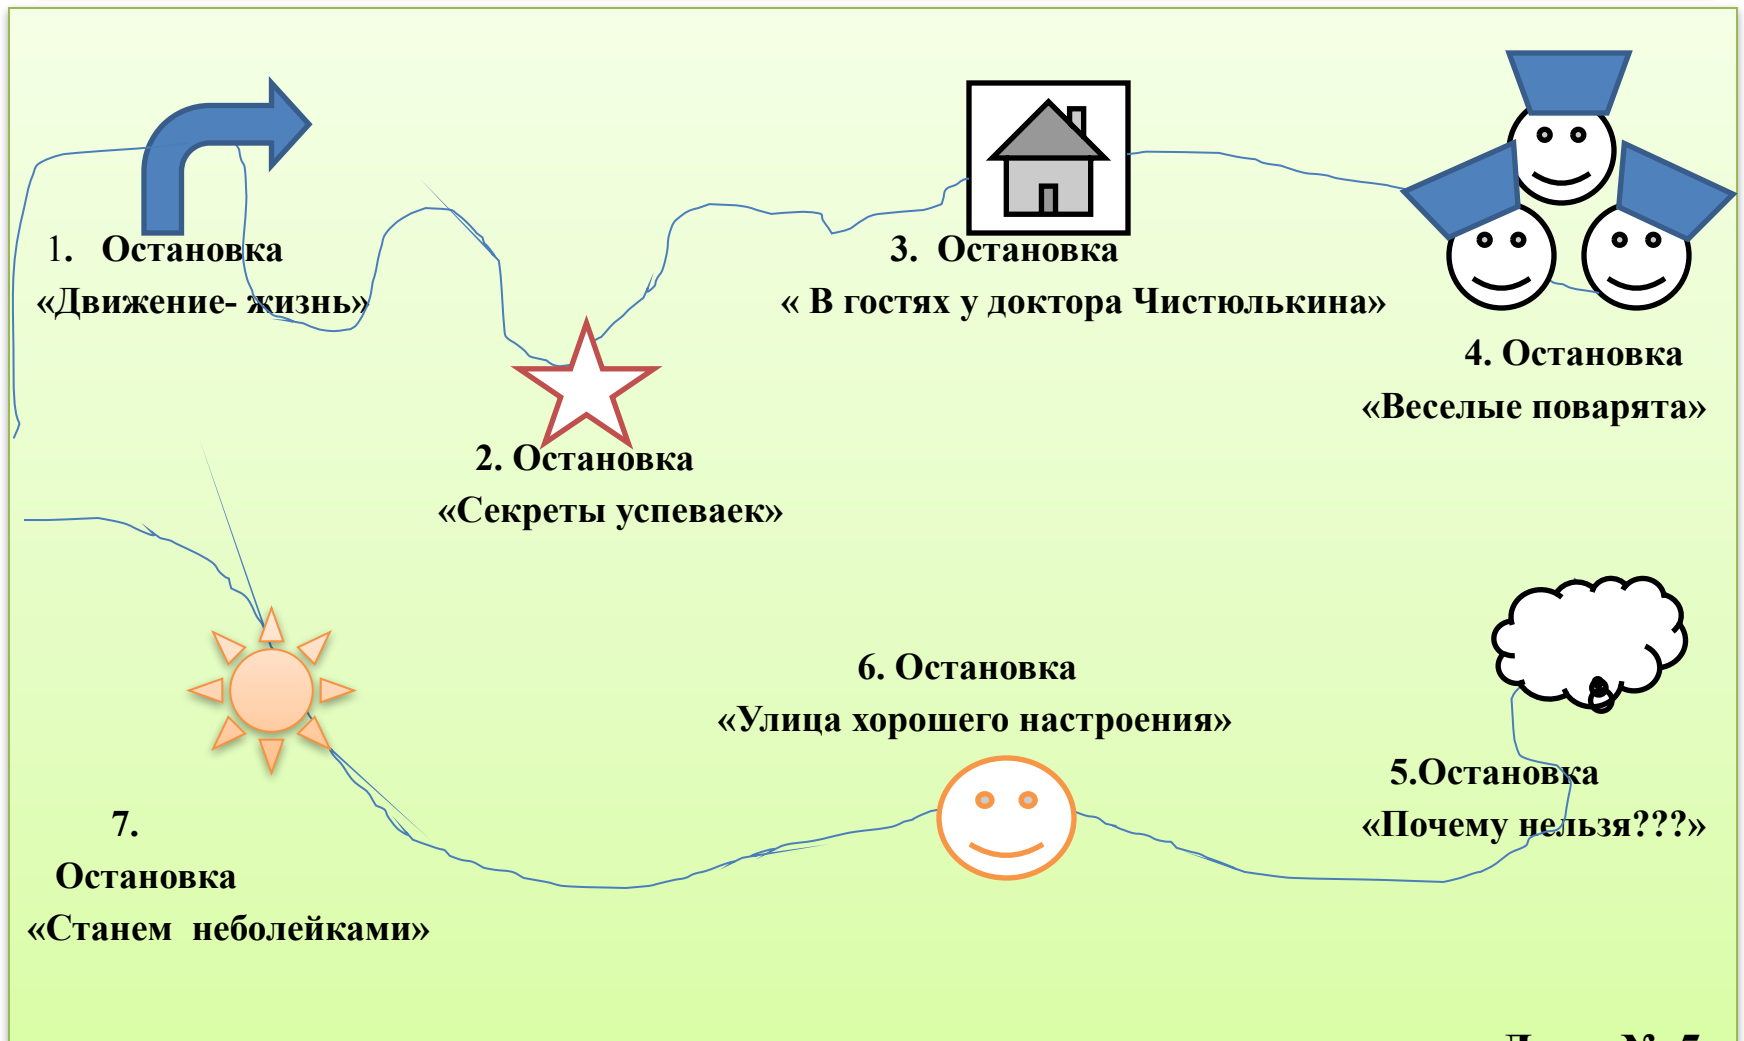 1. Остановка
«Движение- жизнь»
2. Остановка
«Секреты успеваек»
3. Остановка
« В гостях у доктора Чистюлькина»
4. Остановка
«Веселые поварята»
5.Остановка
«Почему нельзя???»
6. Остановка
«Улица хорошего настроения»
7.
Остановка
«Станем неболейками»